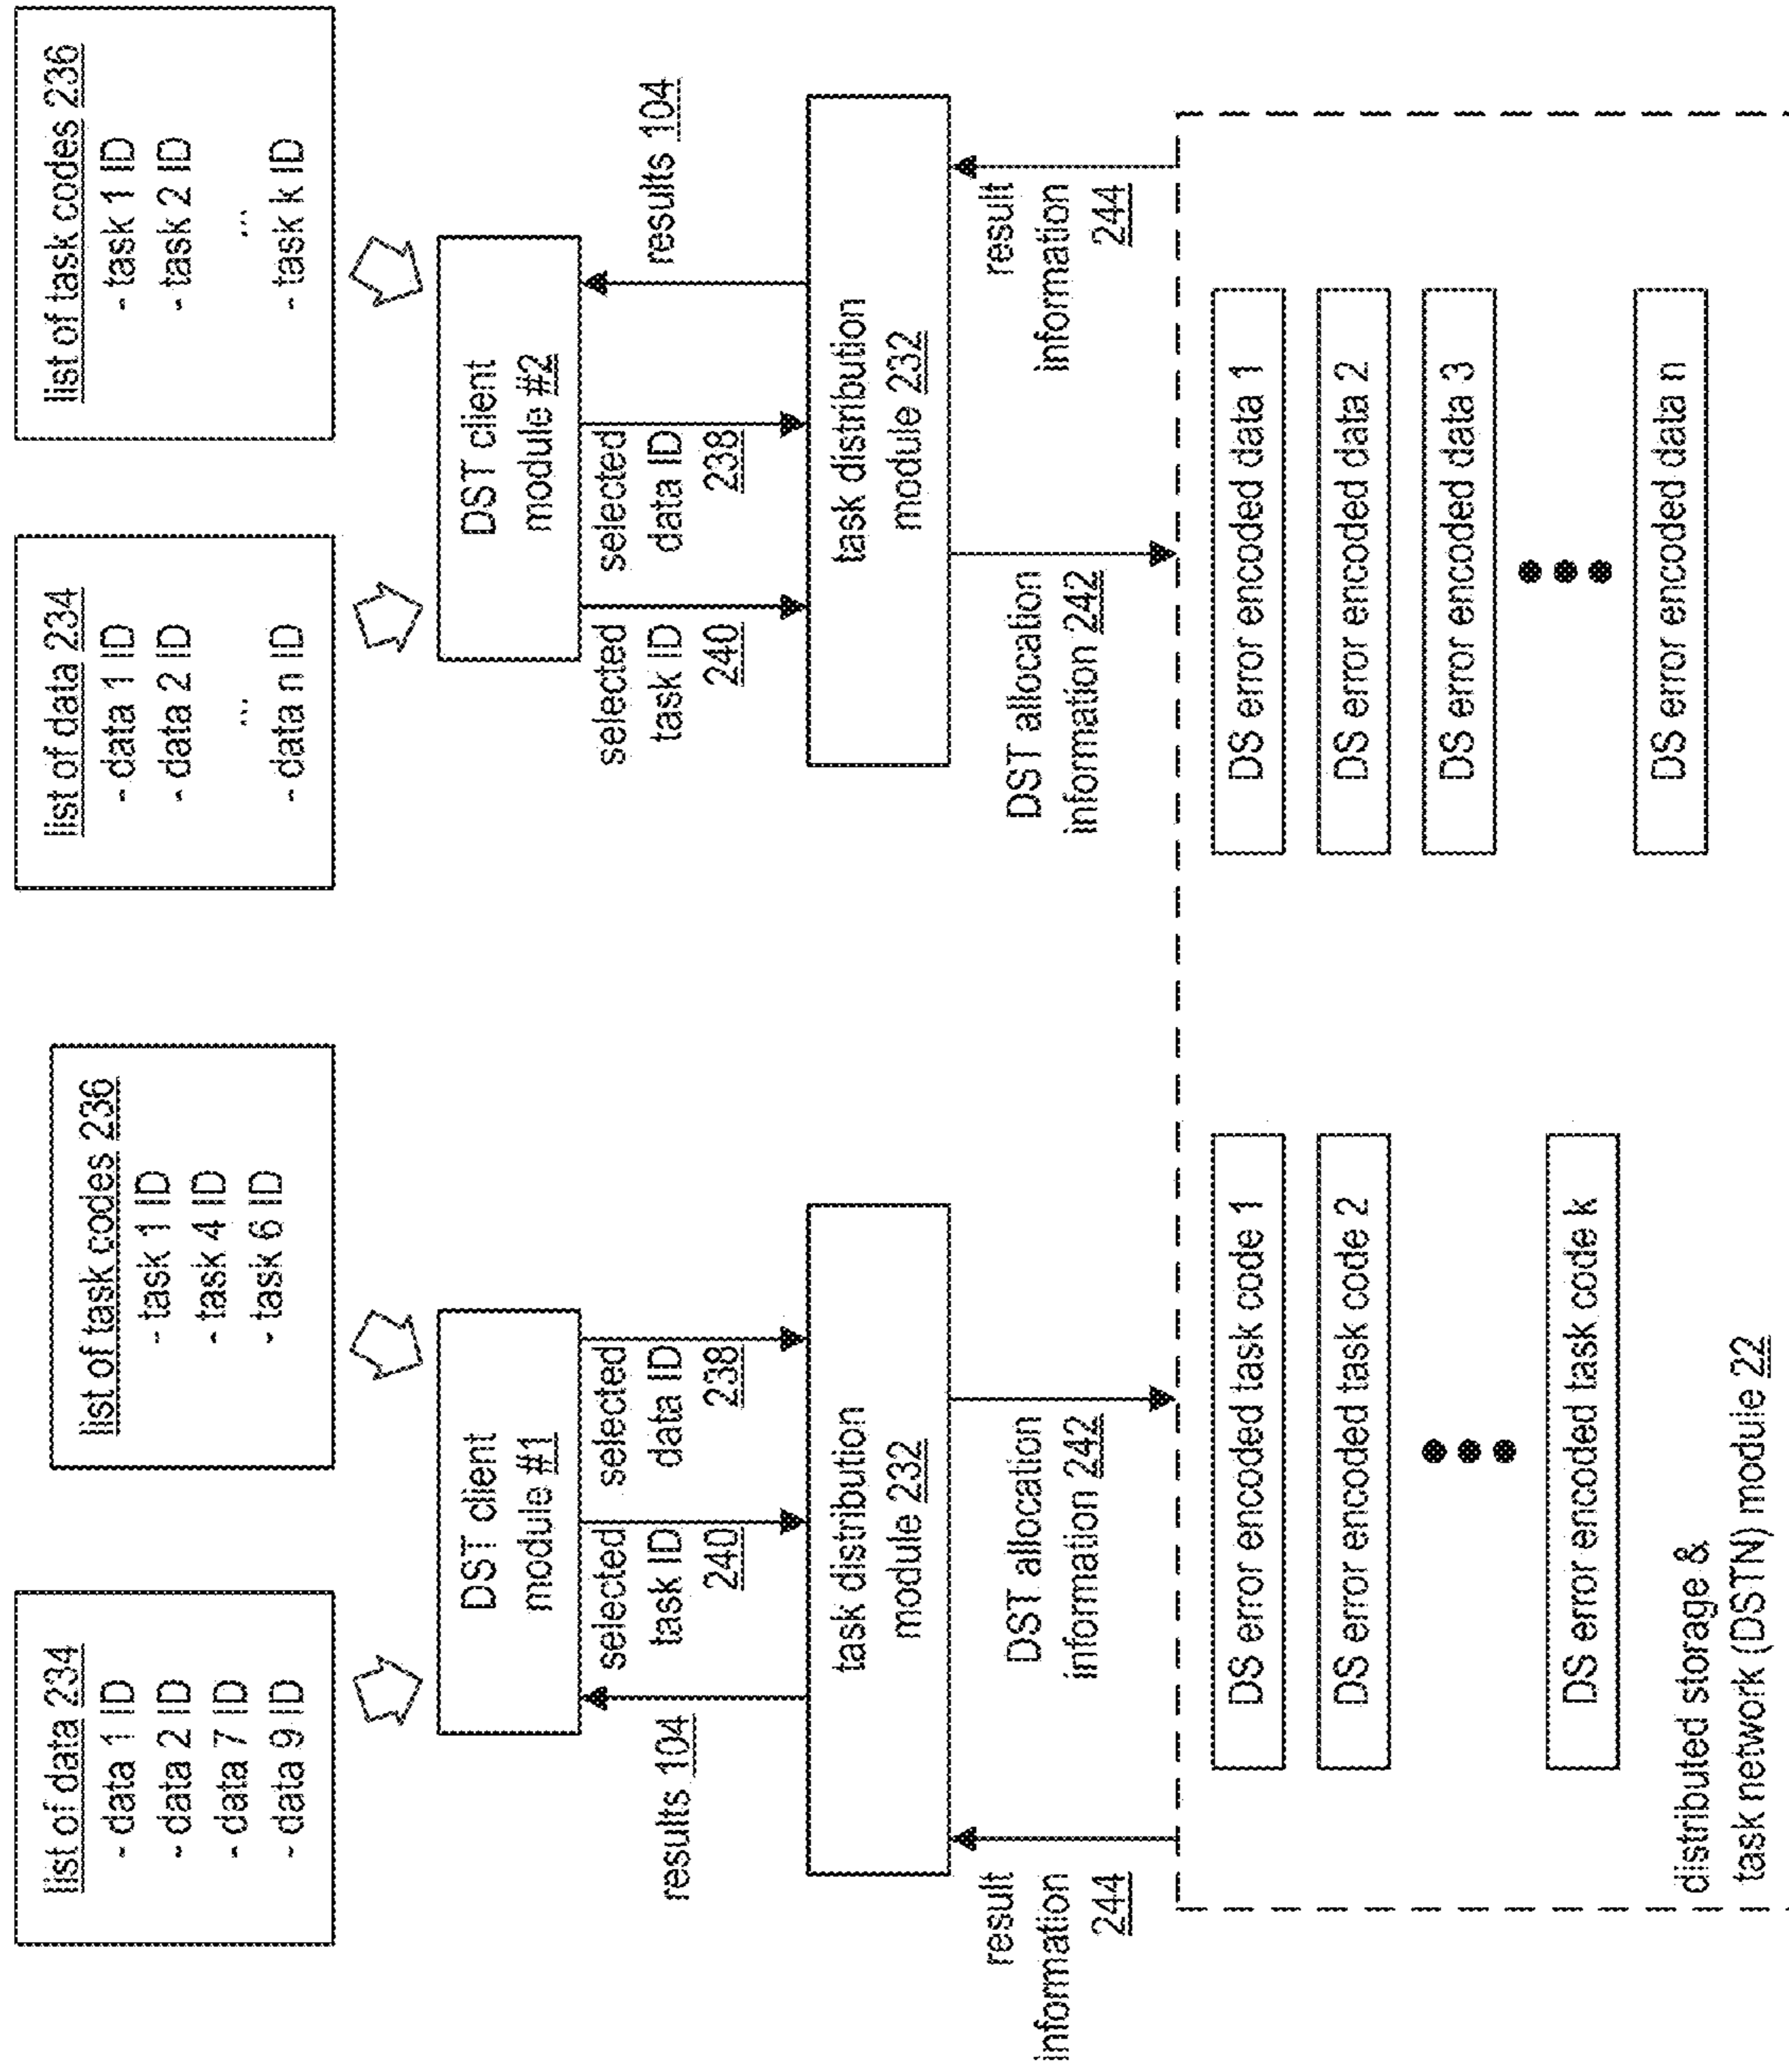 list of data 234
- data 1 ID
- data 2 ID
- data 7 ID
- data 9 ID
list of task codes 236
- task 1 ID
- task 4 ID
- task 6 ID
DST client
module #1
results 104
selected
task ID
240
selected
data ID
238
task distribution
module 232
result
information
244
DST allocation
information 242
list of data 234
- data 1 ID
- data 2 ID
...
- data n ID
list of task codes 236
- task 1 ID
- task 2 ID
...
- task k ID
DST client
module #2
selected
task ID
240
selected
data ID
238
results 104
task distribution
module 232
DST allocation
information 242
result
information
244
DS error encoded task code 1
DS error encoded task code 2
DS error encoded task code k
DS error encoded data 1
DS error encoded data 2
DS error encoded data 3
DS error encoded data n
distributed storage &
task network (DSTN) module 22